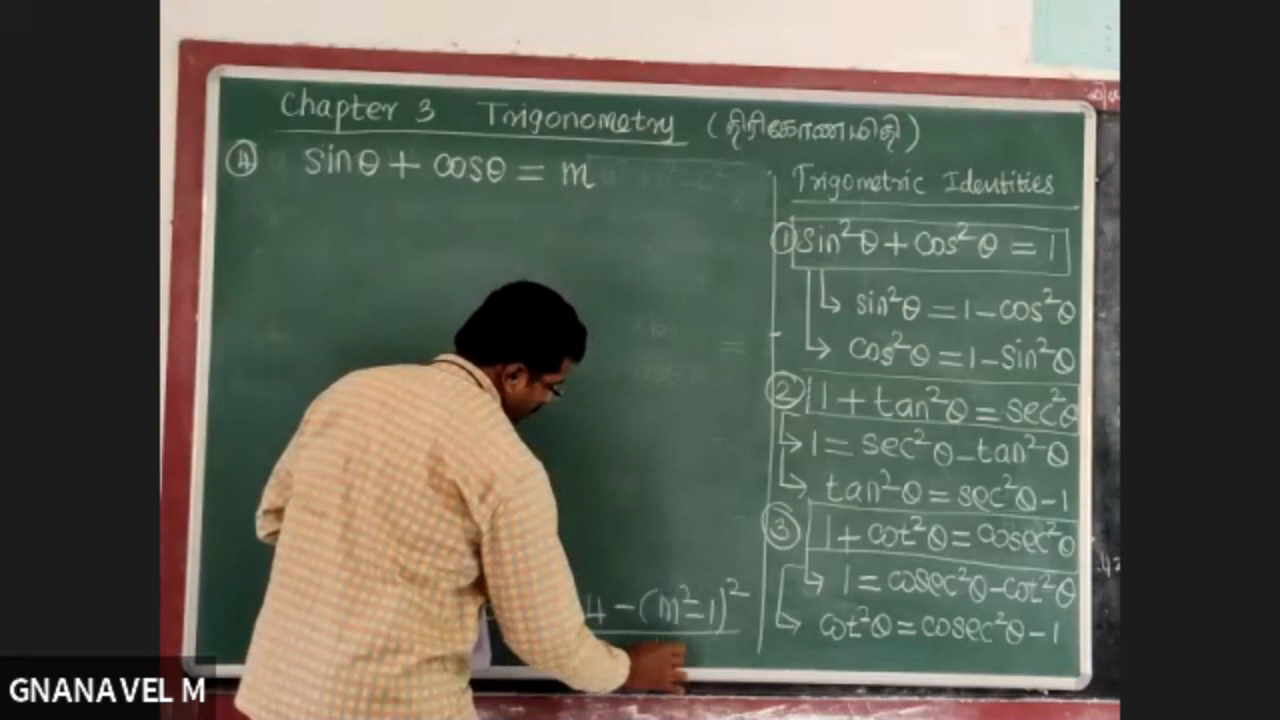 Chapter 3 Trigonometry (திரிகோணமிதி)
④ sinθ + cosθ = m
4 - (m²-1)²
Trigometric Identities
① sin²θ + cos²θ = 1
↳ sin²θ = 1 - cos²θ
↳ cos²θ = 1 - sin²θ
② 1 + tan²θ = sec²θ
↳ 1 = sec²θ - tan²θ
↳ tan²θ = sec²θ - 1
③ 1 + cot²θ = cosec²θ
↳ 1 = cosec²θ - cot²θ
↳ cot²θ = cosec²θ - 1
GNANAVEL M